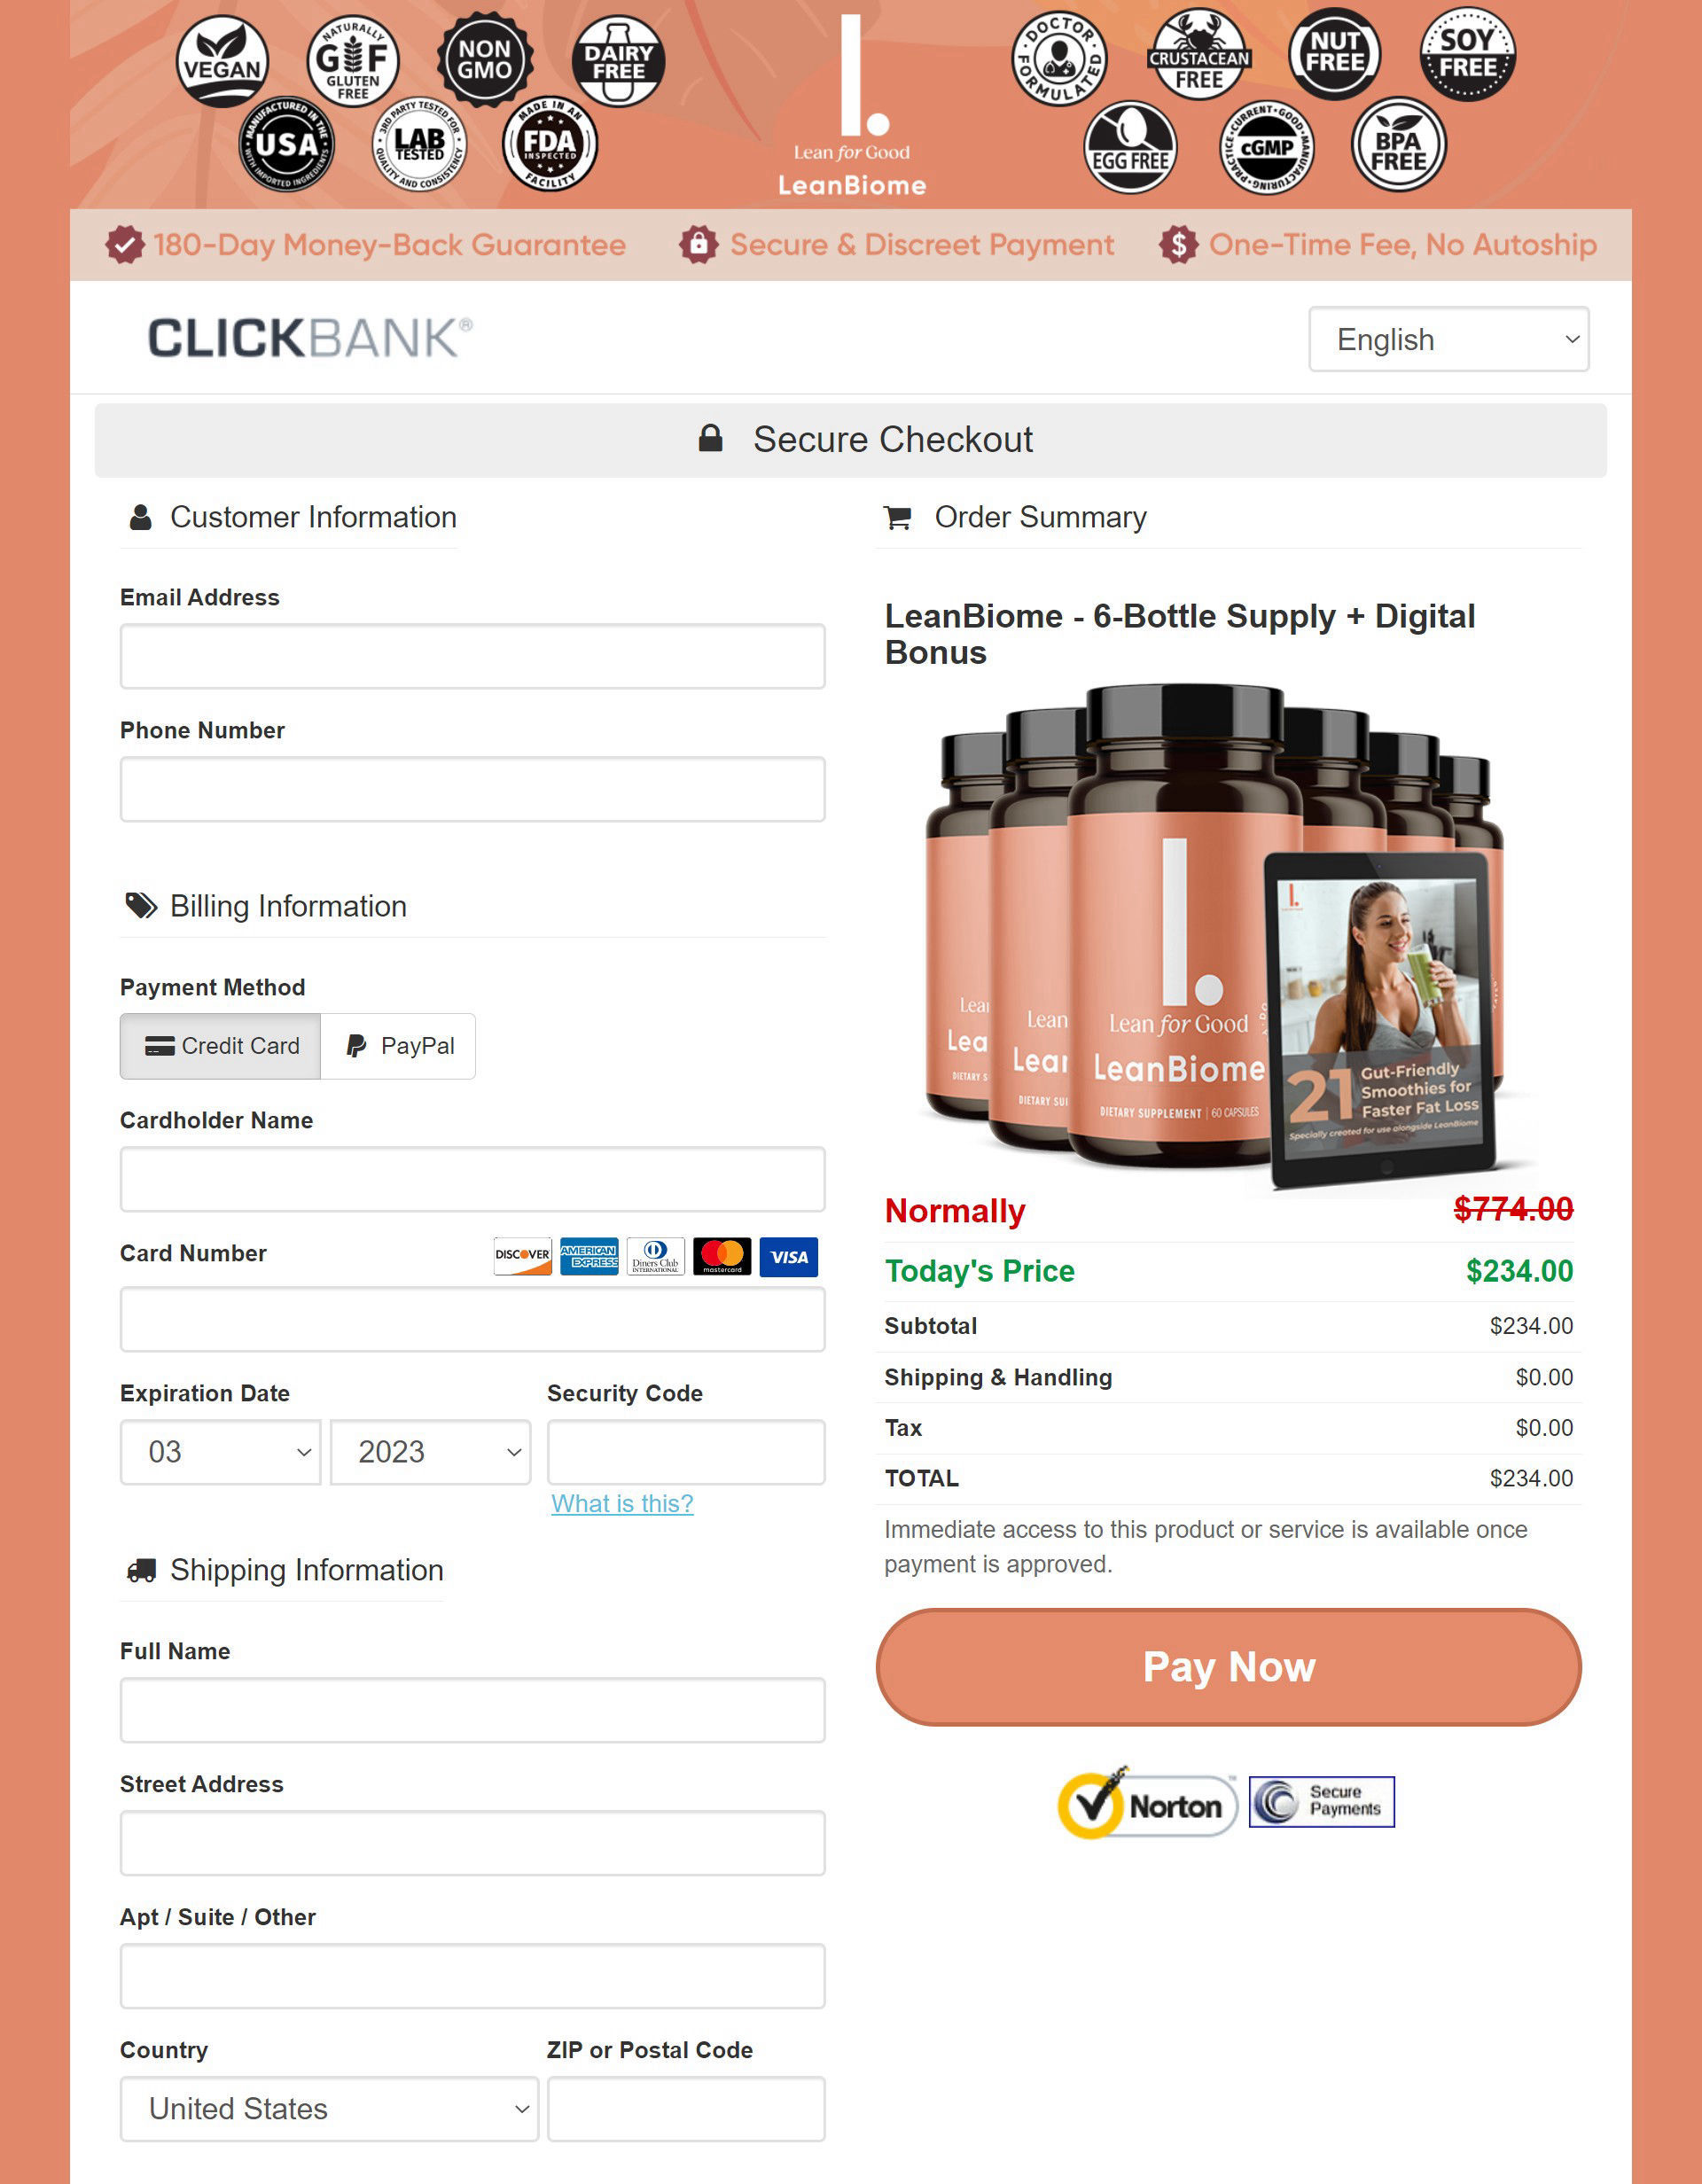 VEGAN
NATURALLY
GF
GLUTEN
FREE
NON
GMO
DAIRY
FREE
MANUFACTURED IN THE
USA
WITH IMPORTED INGREDIENTS
3RD PARTY TESTED FOR
LAB
TESTED
QUALITY AND CONSISTENCY
MADE IN AN
FDA
INSPECTED
FACILITY
Lean for Good
LeanBiome
DOCTOR
FORMULATED
CRUSTACEAN
FREE
NUT
FREE
SOY
FREE
EGG FREE
CURRENT-GOOD-MANUFACTURING-PRACTICE
cGMP
BPA
FREE
180-Day Money-Back Guarantee
Secure & Discreet Payment
One-Time Fee, No Autoship
CLICKBANK®
English
Secure Checkout
Customer Information
Email Address
Phone Number
Billing Information
Payment Method
Credit Card
PayPal
Cardholder Name
Card Number
DISCOVER
AMERICAN
EXPRESS
Diners Club
INTERNATIONAL
mastercard
VISA
Expiration Date
Security Code
03
2023
What is this?
Shipping Information
Full Name
Street Address
Apt / Suite / Other
Country
ZIP or Postal Code
United States
Order Summary
LeanBiome - 6-Bottle Supply + Digital
Bonus
Lea
Lea
DIETARY S
Lean
Lea
DIETARY SU
Lean for Good
LeanBiome
DIETARY SUPPLEMENT | 60 CAPSULES
21
Gut-Friendly
Smoothies for
Faster Fat Loss
Specially created for use alongside LeanBiome
Normally $774.00
Today's Price $234.00
Subtotal $234.00
Shipping & Handling $0.00
Tax $0.00
TOTAL $234.00
Immediate access to this product or service is available once
payment is approved.
Pay Now
Norton
Secure
Payments